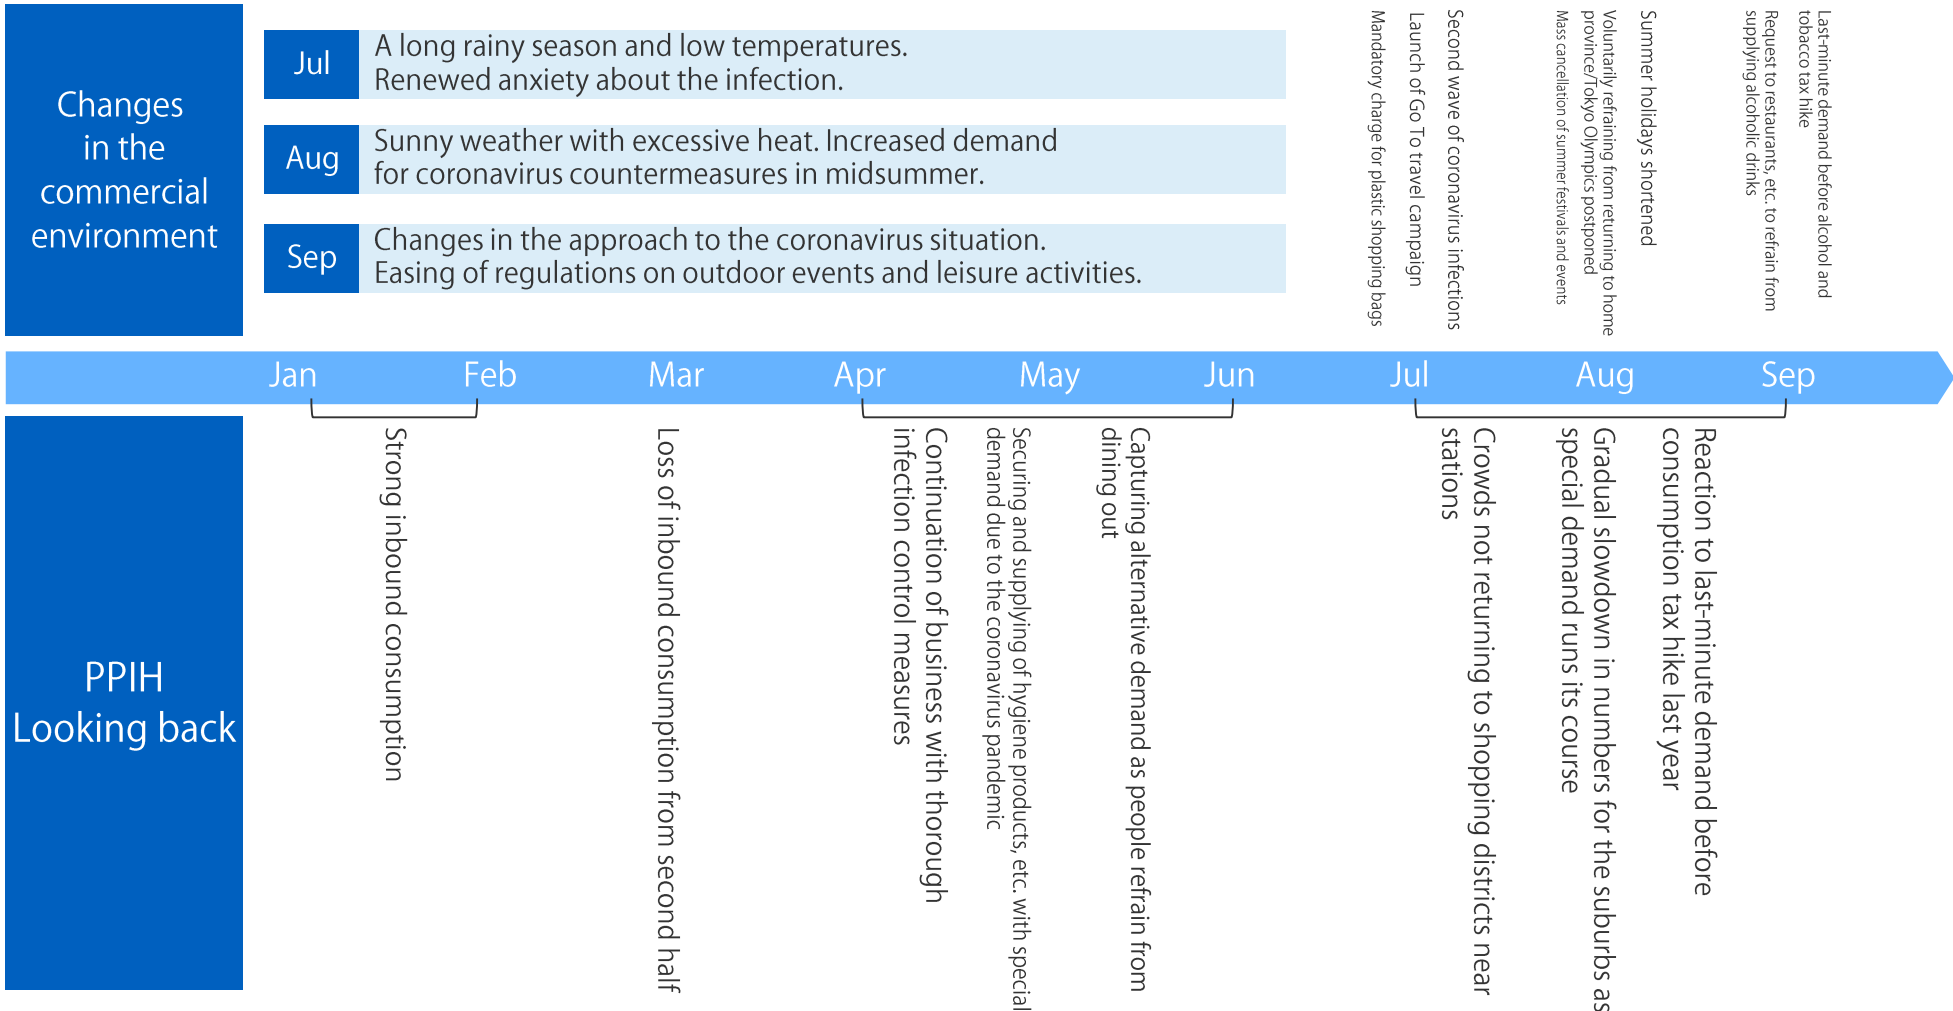 Changes
in the
commercial
environment
Jul
A long rainy season and low temperatures.
Renewed anxiety about the infection.
Aug
Sunny weather with excessive heat. Increased demand
for coronavirus countermeasures in midsummer.
Sep
Changes in the approach to the coronavirus situation.
Easing of regulations on outdoor events and leisure activities.
Mandatory charge for plastic shopping bags
Launch of Go To travel campaign
Second wave of coronavirus infections
Mass cancellation of summer festivals and events
Voluntarily refraining from returning to home
province/Tokyo Olympics postponed
Summer holidays shortened
Request to restaurants, etc. to refrain from
supplying alcoholic drinks
Last-minute demand before alcohol and
tobacco tax hike
Jan
Feb
Mar
Apr
May
Jun
Jul
Aug
Sep
PPIH
Looking back
Strong inbound consumption
Loss of inbound consumption from second half
Continuation of business with thorough
infection control measures
Securing and supplying of hygiene products, etc. with special
demand due to the coronavirus pandemic
Capturing alternative demand as people refrain from
dining out
Crowds not returning to shopping districts near
stations
Gradual slowdown in numbers for the suburbs as
special demand runs its course
Reaction to last-minute demand before
consumption tax hike last year